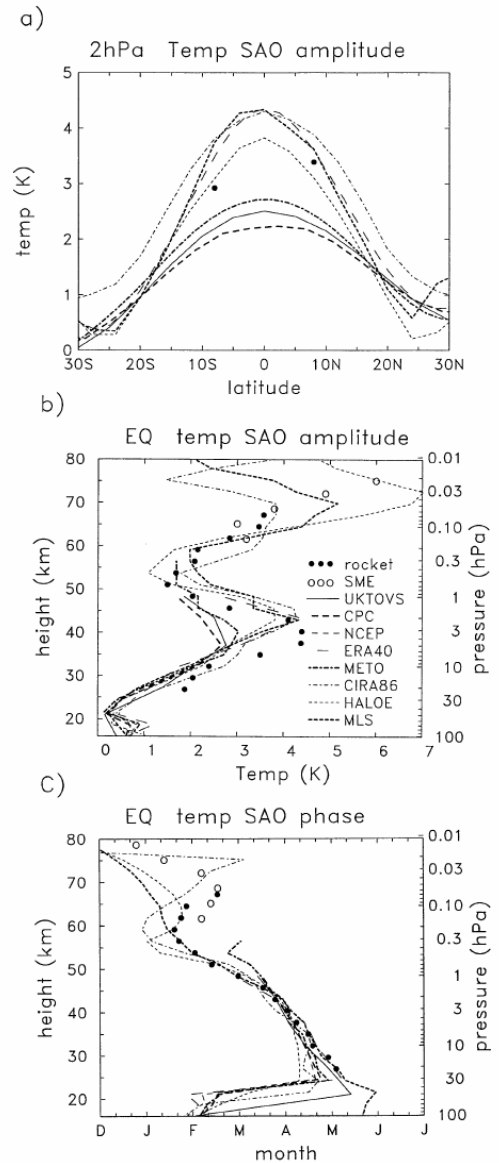 a)
2hPa Temp SAO amplitude
5
4
3
2
1
0
temp (K)
30S 20S 10S 0 10N 20N 30N
latitude
b)
EQ temp SAO amplitude
80
70
60
50
40
30
20
height (km)
0.01
0.03
0.10
0.3
1
3
10
30
100
pressure (hPa)
rocket
SME
UKTOVS
CPC
NCEP
ERA40
METO
CIRA86
HALOE
MLS
0 1 2 3 4 5 6 7
Temp (K)
C)
EQ temp SAO phase
80
70
60
50
40
30
20
height (km)
0.01
0.03
0.10
0.3
1
3
10
30
100
pressure (hPa)
D J F M A M J J
month